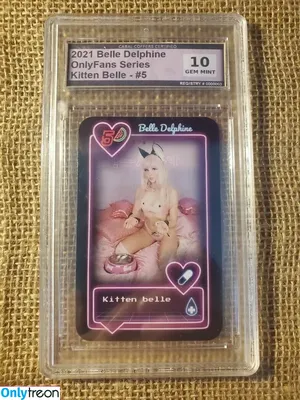 2021 Belle Delphine
OnlyFans Series
Kitten Belle - #5
10
GEM MINT
5
Belle Delphine
Kitten belle
Onlytreon